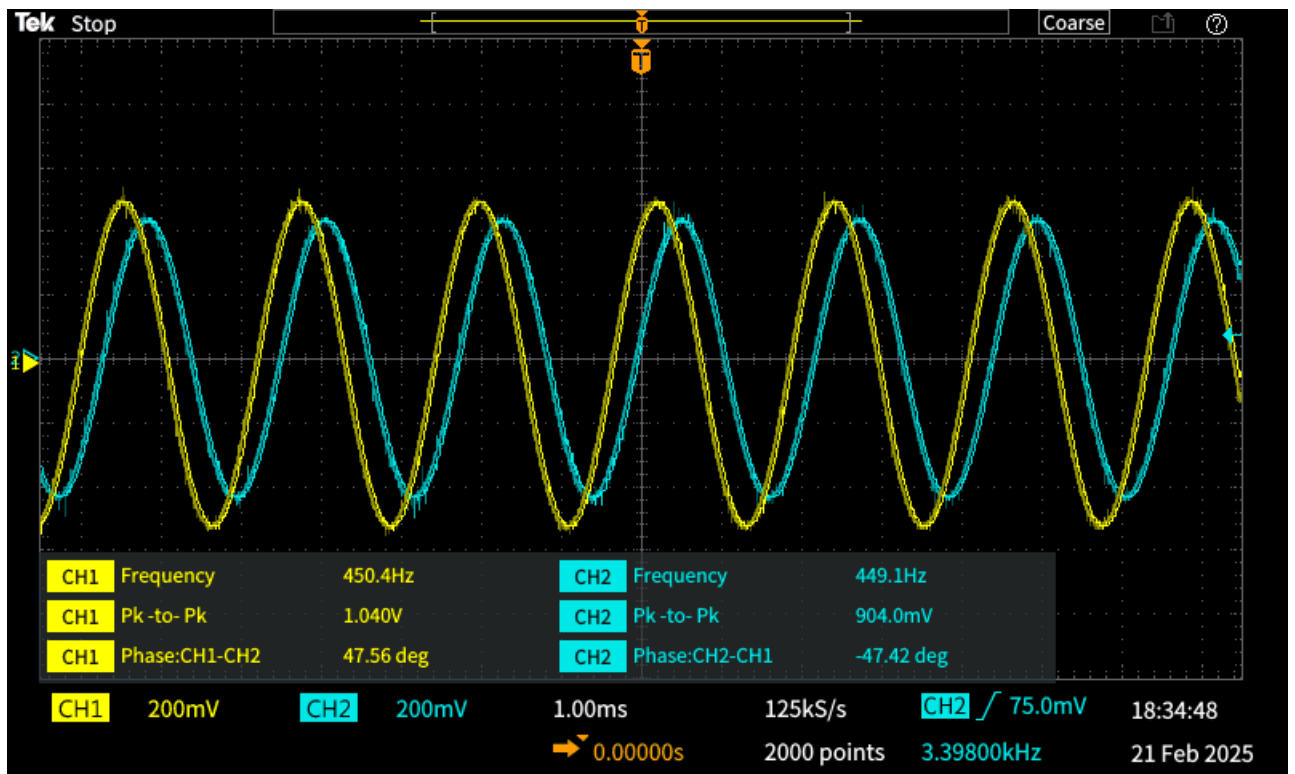 Tek Stop T Coarse ?
T
2
1
CH1 Frequency 450.4Hz CH2 Frequency 449.1Hz
CH1 Pk -to- Pk 1.040V CH2 Pk -to- Pk 904.0mV
CH1 Phase:CH1-CH2 47.56 deg CH2 Phase:CH2-CH1 -47.42 deg
CH1 200mV CH2 200mV 1.00ms 125kS/s CH2 75.0mV 18:34:48
0.00000s 2000 points 3.39800kHz 21 Feb 2025